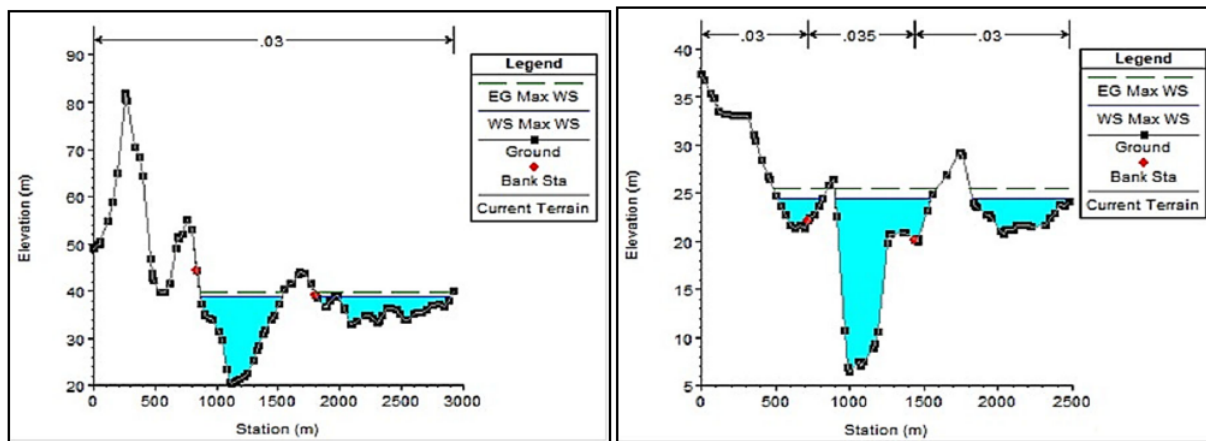 .03
90
80
70
60
50
40
30
20
Elevation (m)
0 500 1000 1500 2000 2500 3000
Station (m)
Legend
EG Max WS
WS Max WS
Ground
Bank Sta
Current Terrain
.03 .035 .03
40
35
30
25
20
15
10
5
Elevation (m)
0 500 1000 1500 2000 2500
Station (m)
Legend
EG Max WS
WS Max WS
Ground
Bank Sta
Current Terrain